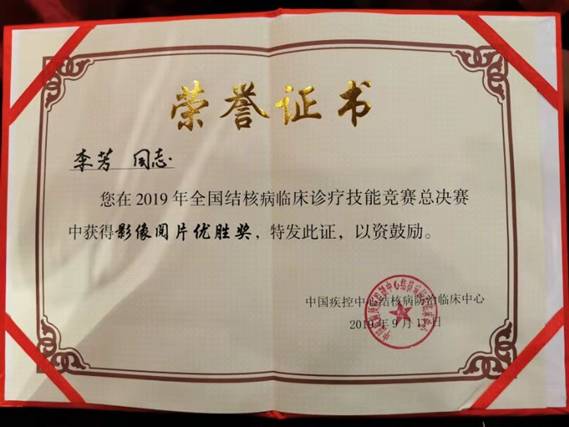 荣誉证书
李芳 同志
您在2019年全国结核病临床诊疗技能竞赛总决赛
中获得影像阅片优胜奖,特发此证,以资鼓励。
中国疾控中心结核病防治临床中心
2019年9月11日